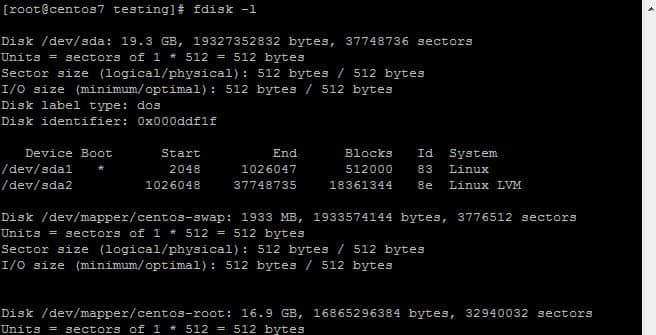 [root@centos7 testing]# fdisk -l
Disk /dev/sda: 19.3 GB, 19327352832 bytes, 37748736 sectors
Units = sectors of 1 * 512 = 512 bytes
Sector size (logical/physical): 512 bytes / 512 bytes
I/O size (minimum/optimal): 512 bytes / 512 bytes
Disk label type: dos
Disk identifier: 0x000ddf1f
Device Boot Start End Blocks Id System
/dev/sda1 * 2048 1026047 512000 83 Linux
/dev/sda2 1026048 37748735 18361344 8e Linux LVM
Disk /dev/mapper/centos-swap: 1933 MB, 1933574144 bytes, 3776512 sectors
Units = sectors of 1 * 512 = 512 bytes
Sector size (logical/physical): 512 bytes / 512 bytes
I/O size (minimum/optimal): 512 bytes / 512 bytes
Disk /dev/mapper/centos-root: 16.9 GB, 16865296384 bytes, 32940032 sectors
Units = sectors of 1 * 512 = 512 bytes